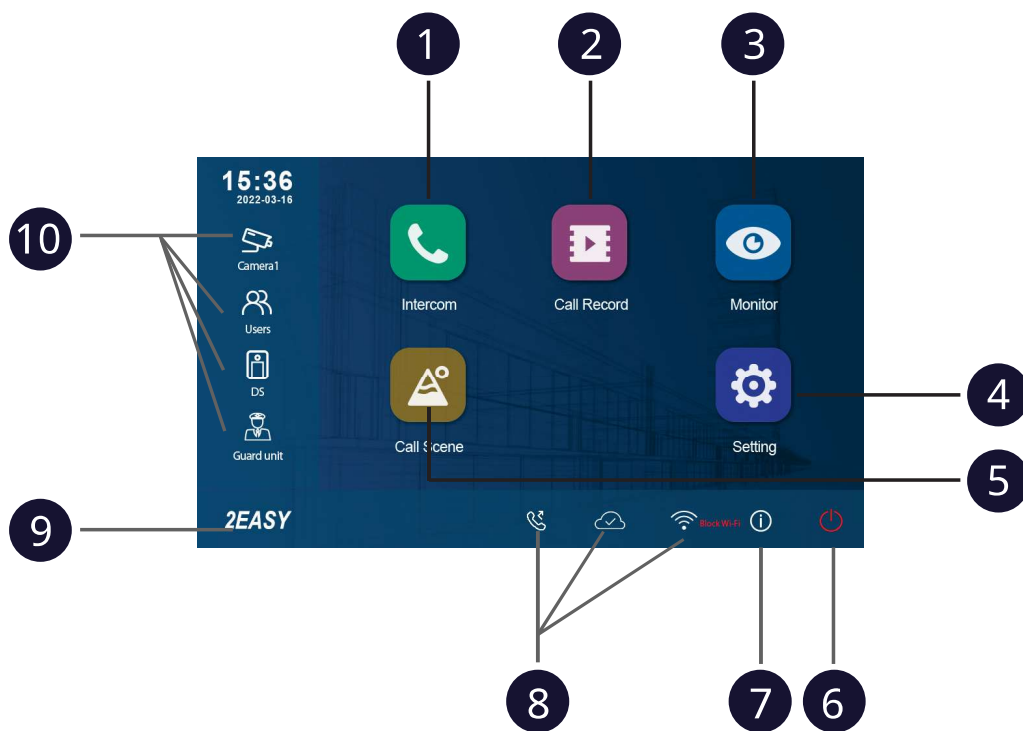 1
2
3
15:36
2022-03-16
Camera1
Users
DS
Guard unit
Intercom
Call Record
Monitor
Call Scene
Setting
10
4
5
9
2EASY
Block Wi-Fi
8
7
6